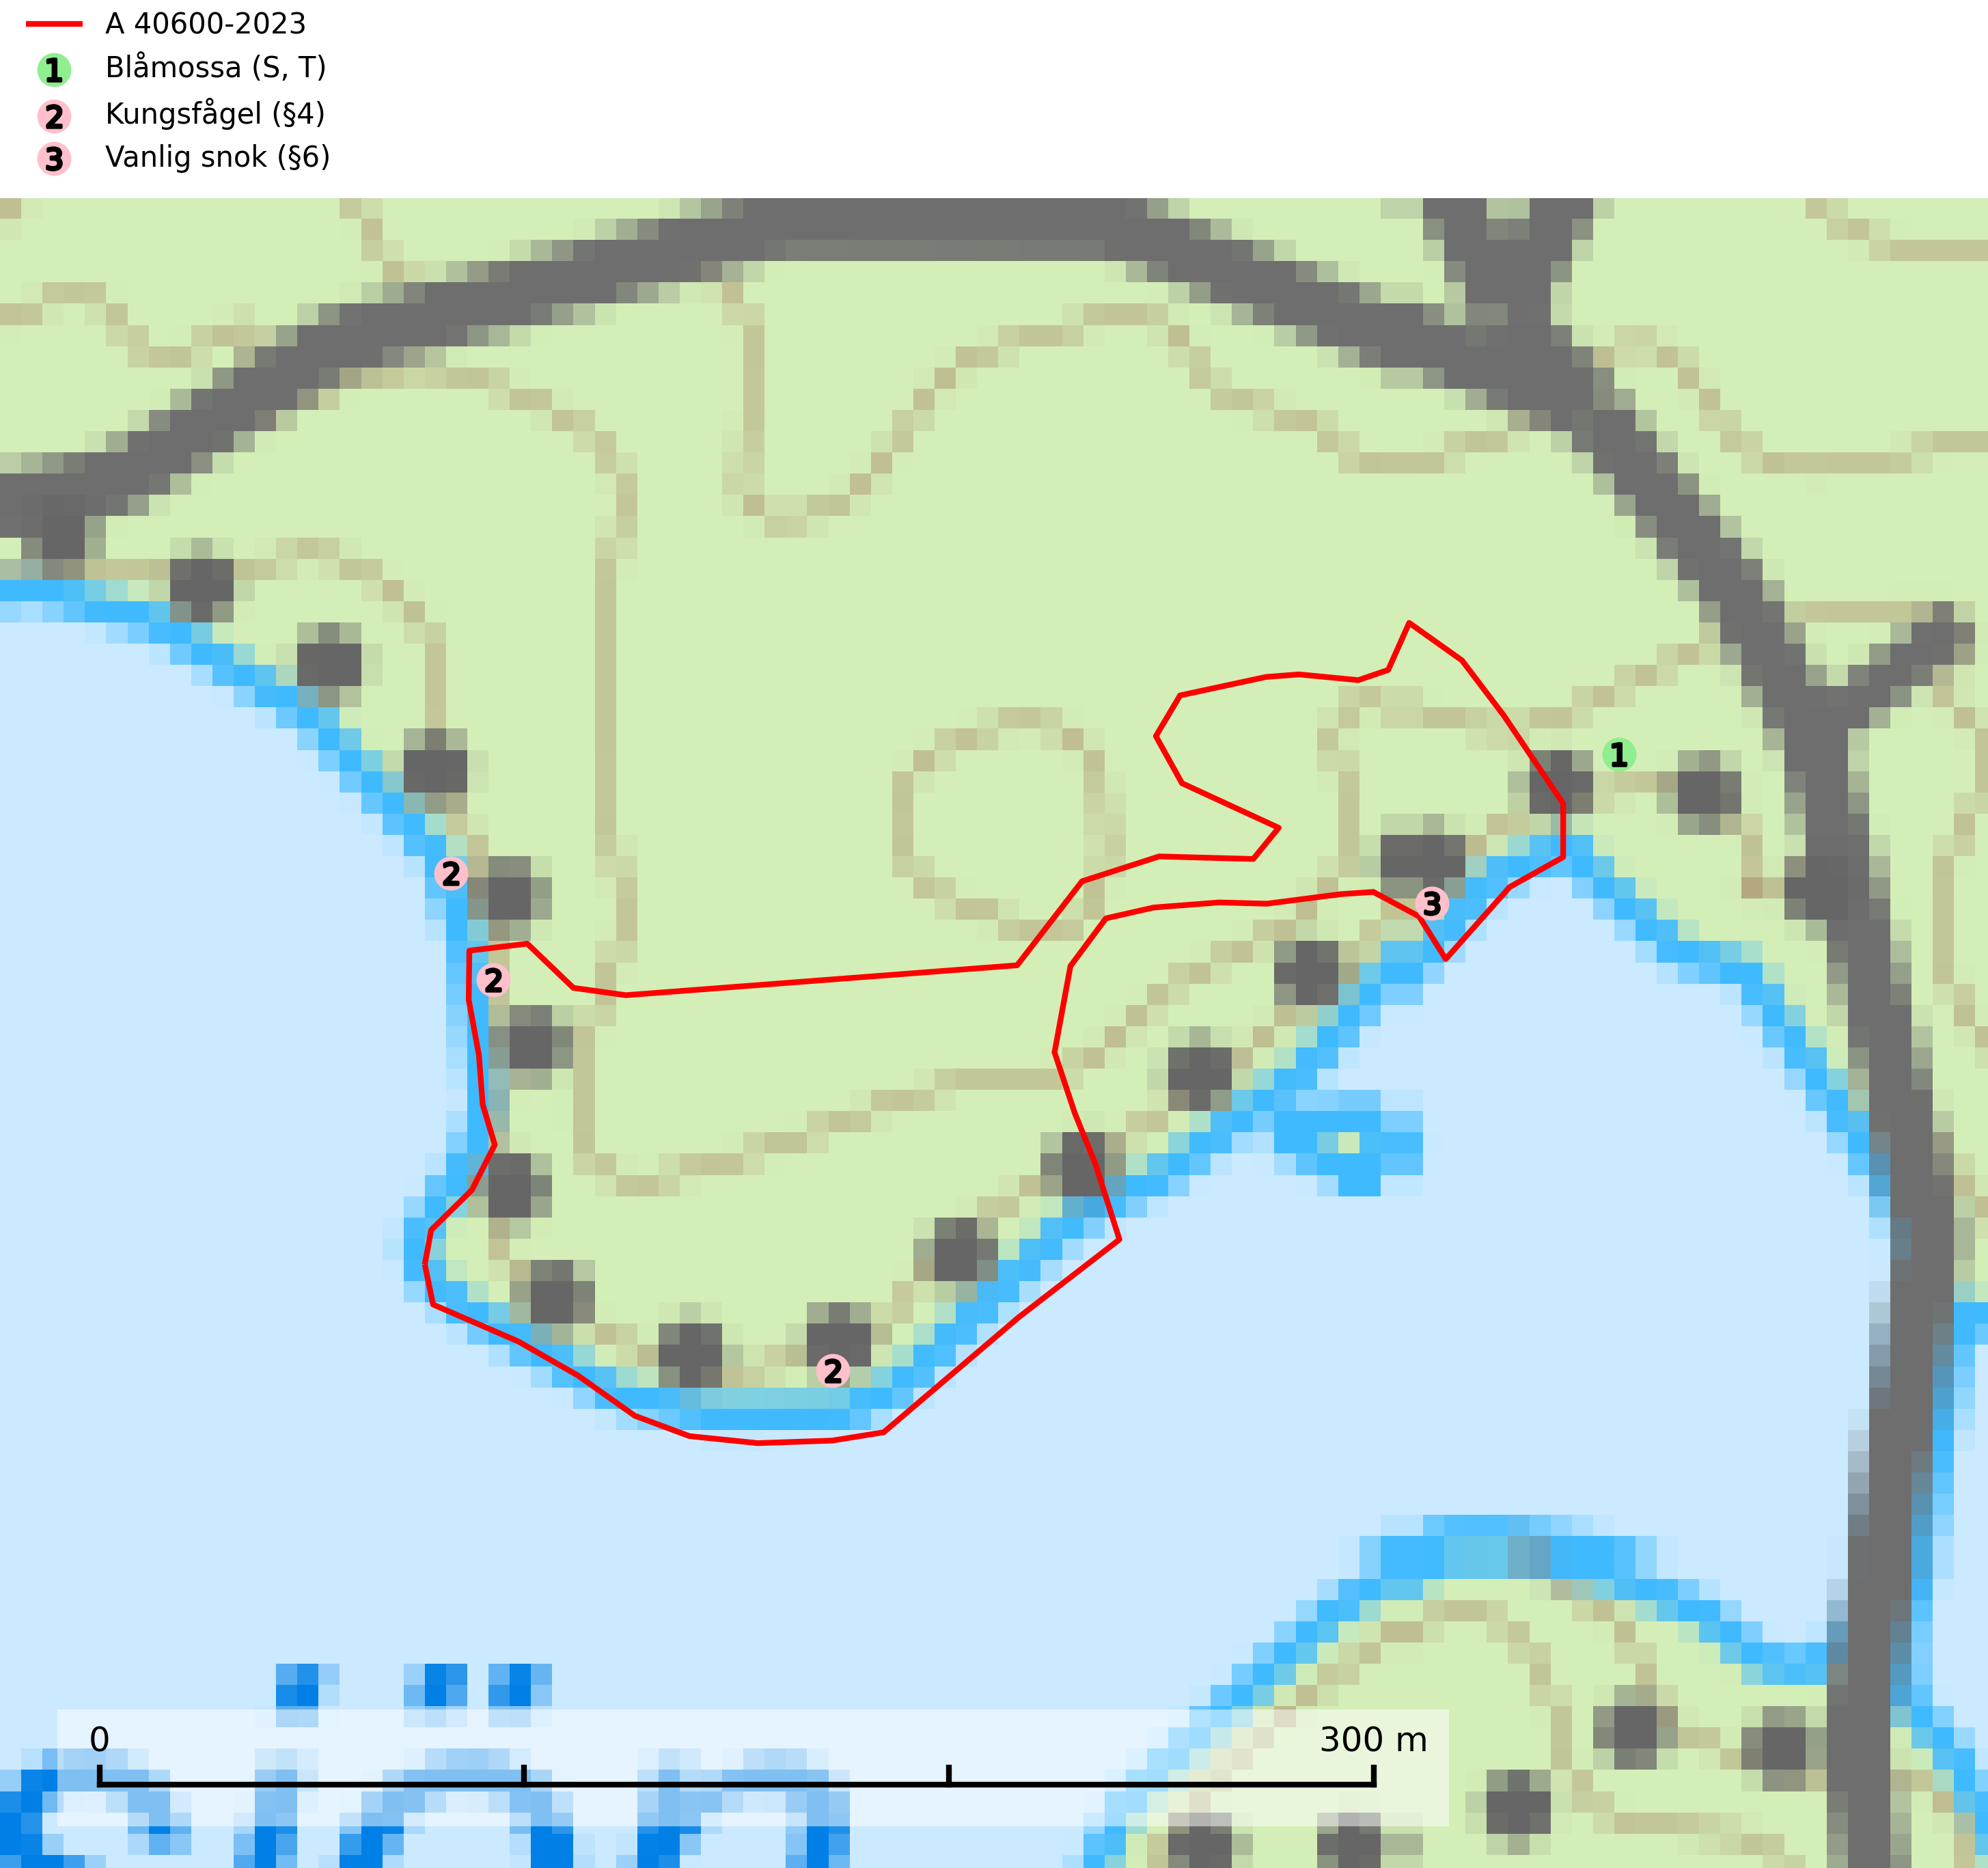 A 40600-2023
1 Blåmossa (S, T)
2 Kungsfågel (§4)
3 Vanlig snok (§6)
1
2
3
2
2
0 300 m